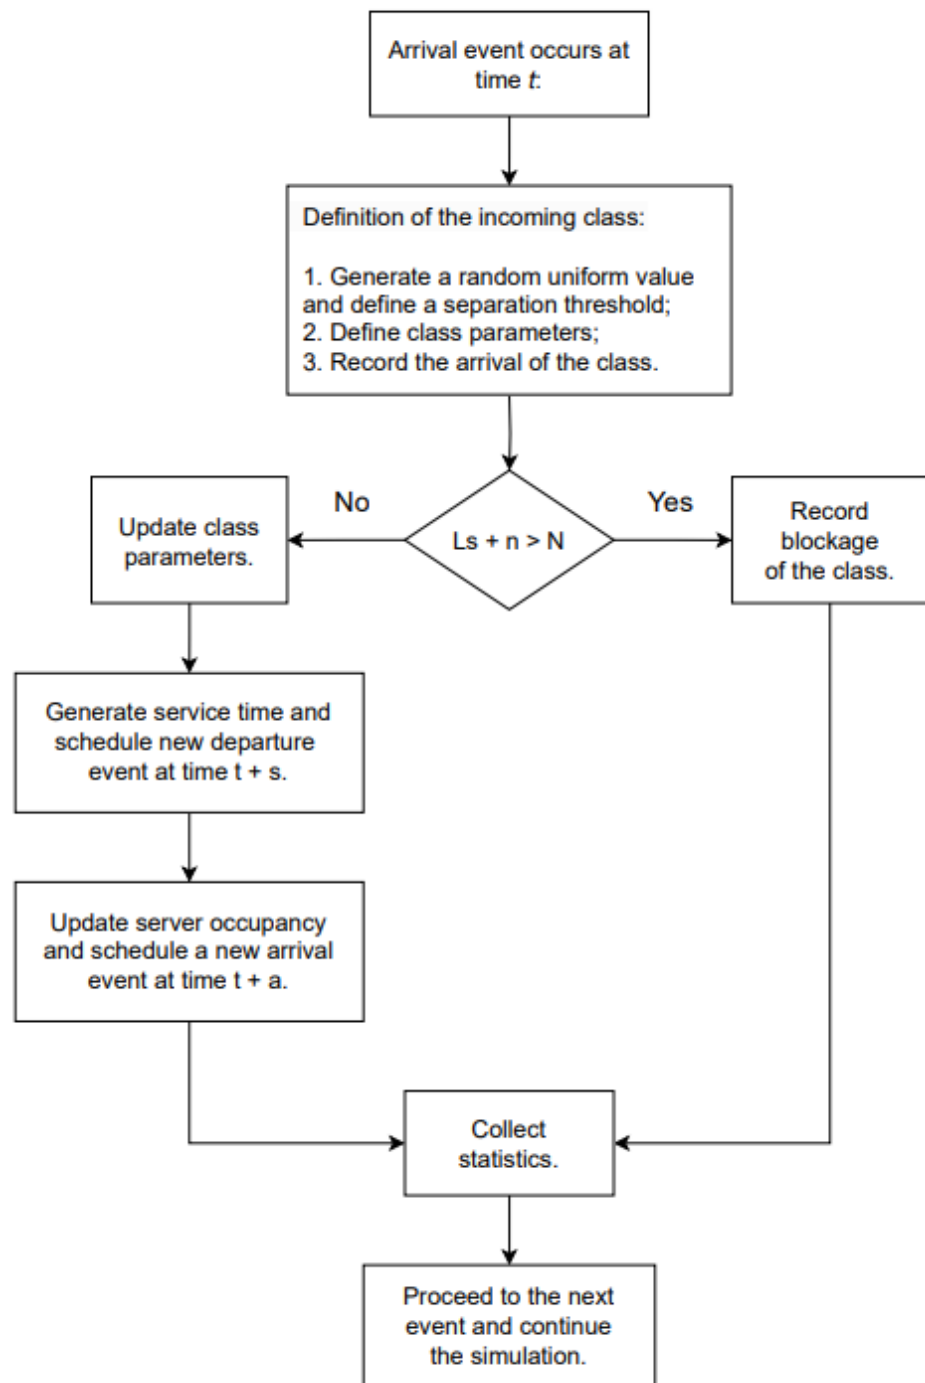 Arrival event occurs at
time t:
Definition of the incoming class:
1. Generate a random uniform value
and define a separation threshold;
2. Define class parameters;
3. Record the arrival of the class.
No
Yes
Update class
parameters.
Ls + n > N
Record
blockage
of the class.
Generate service time and
schedule new departure
event at time t + s.
Update server occupancy
and schedule a new arrival
event at time t + a.
Collect
statistics.
Proceed to the next
event and continue
the simulation.